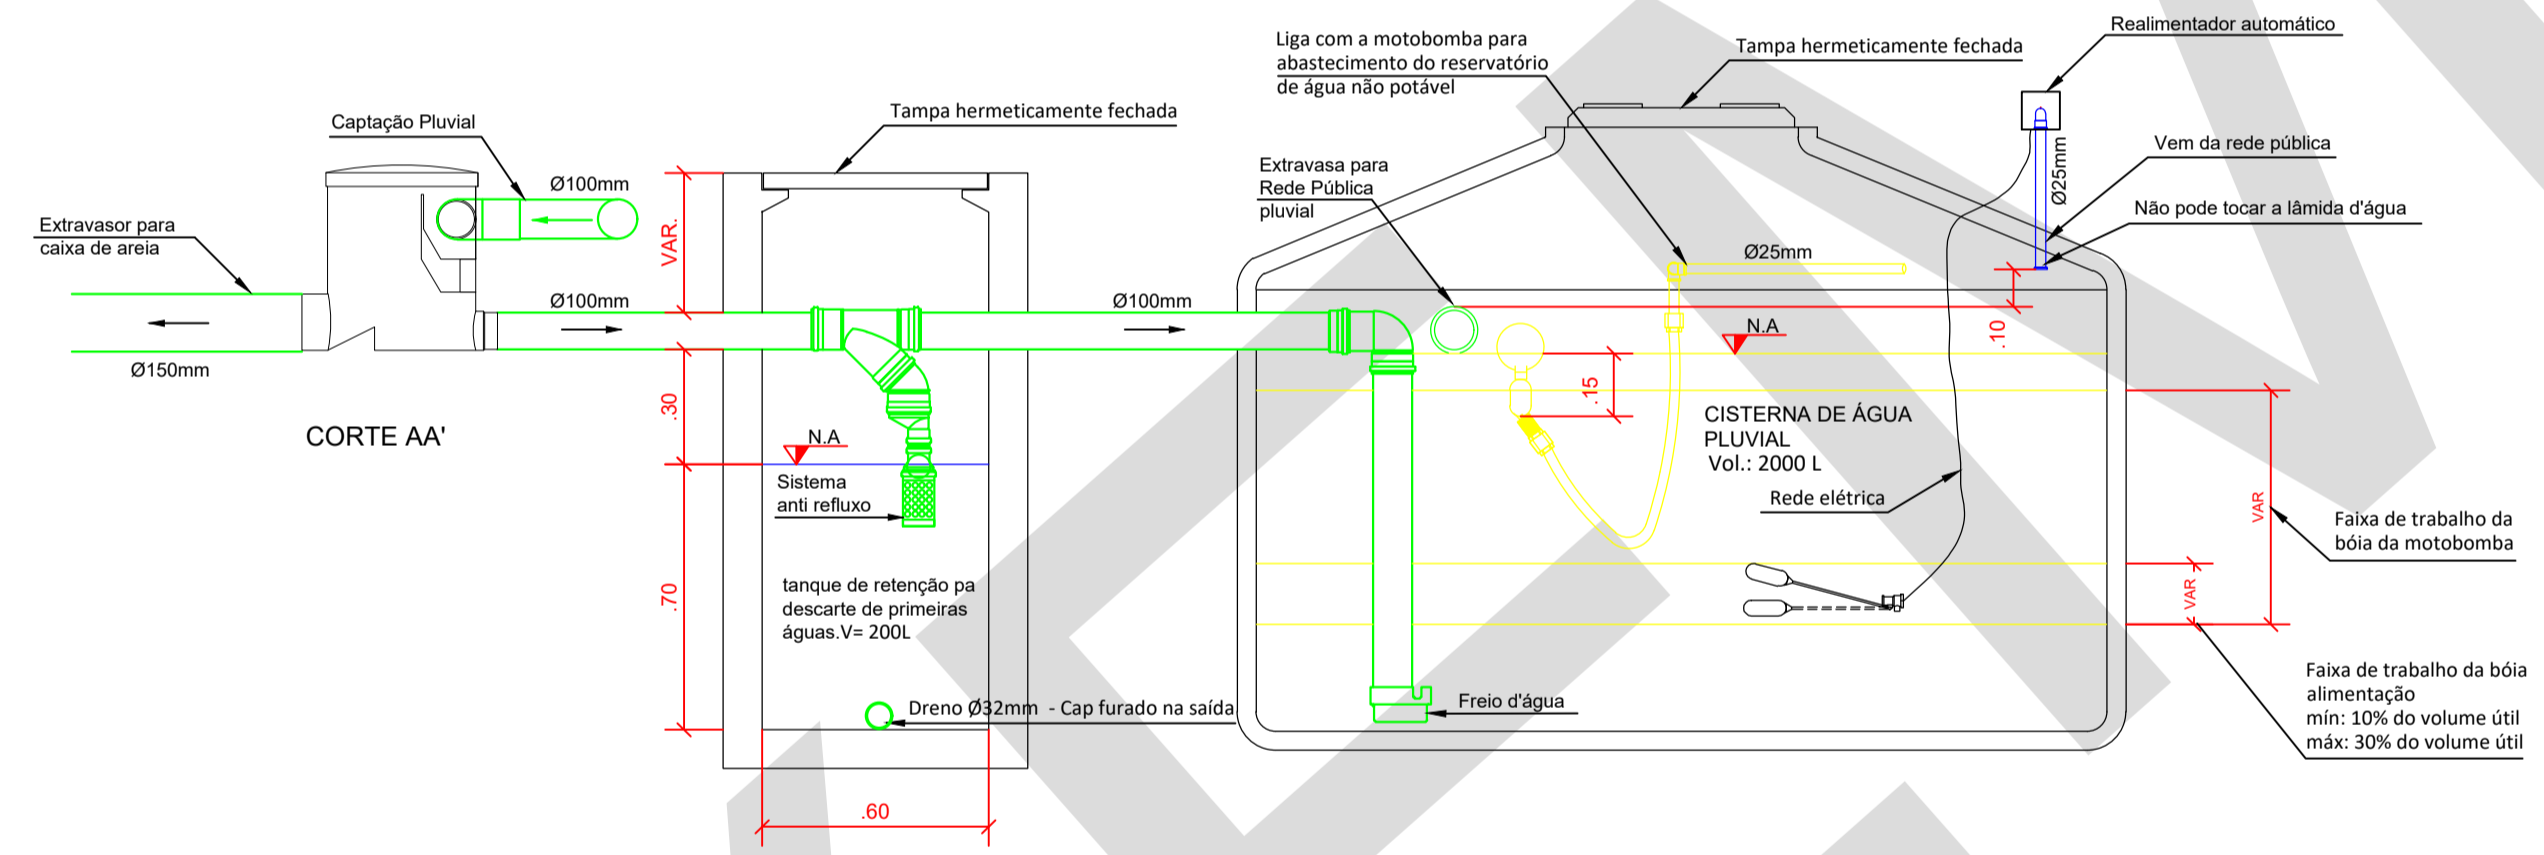 Realimentador automático
Liga com a motobomba para
abastecimento do reservatório
de água não potável
Tampa hermeticamente fechada
Captação Pluvial
Tampa hermeticamente fechada
Vem da rede pública
Ø25mm
Extravasa para
Rede Pública
pluvial
Ø100mm
Não pode tocar a lâmida d'água
Extravasor para
caixa de areia
VAR.
Ø25mm
Ø100mm
Ø100mm
N.A
.10
Ø150mm
.15
.30
CISTERNA DE ÁGUA
PLUVIAL
Vol.: 2000 L
CORTE AA'
N.A
Sistema
anti refluxo
Rede elétrica
VAR
Faixa de trabalho da
bóia da motobomba
tanque de retenção pa
descarte de primeiras
águas.V= 200L
.70
VAR
Dreno Ø32mm - Cap furado na saída
Freio d'água
Faixa de trabalho da bóia
alimentação
mín: 10% do volume útil
máx: 30% do volume útil
.60